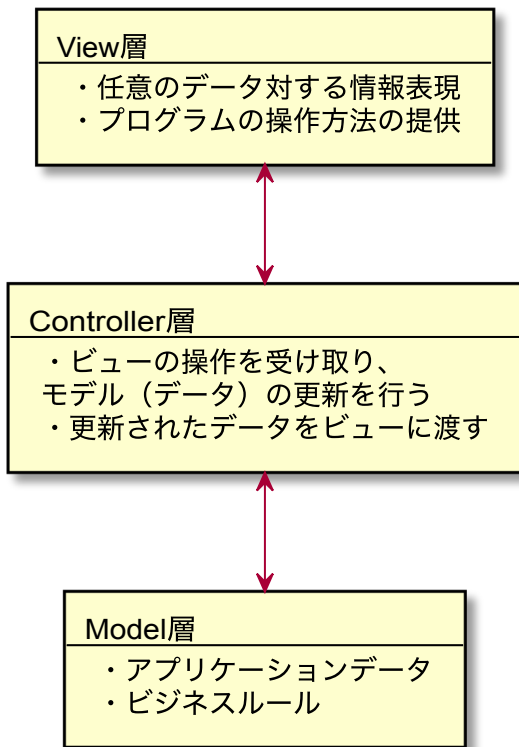 View層
・任意のデータ対する情報表現
・プログラムの操作方法の提供
Controller層
・ビューの操作を受け取り、
モデル（データ）の更新を行う
・更新されたデータをビューに渡す
Model層
・アプリケーションデータ
・ビジネスルール